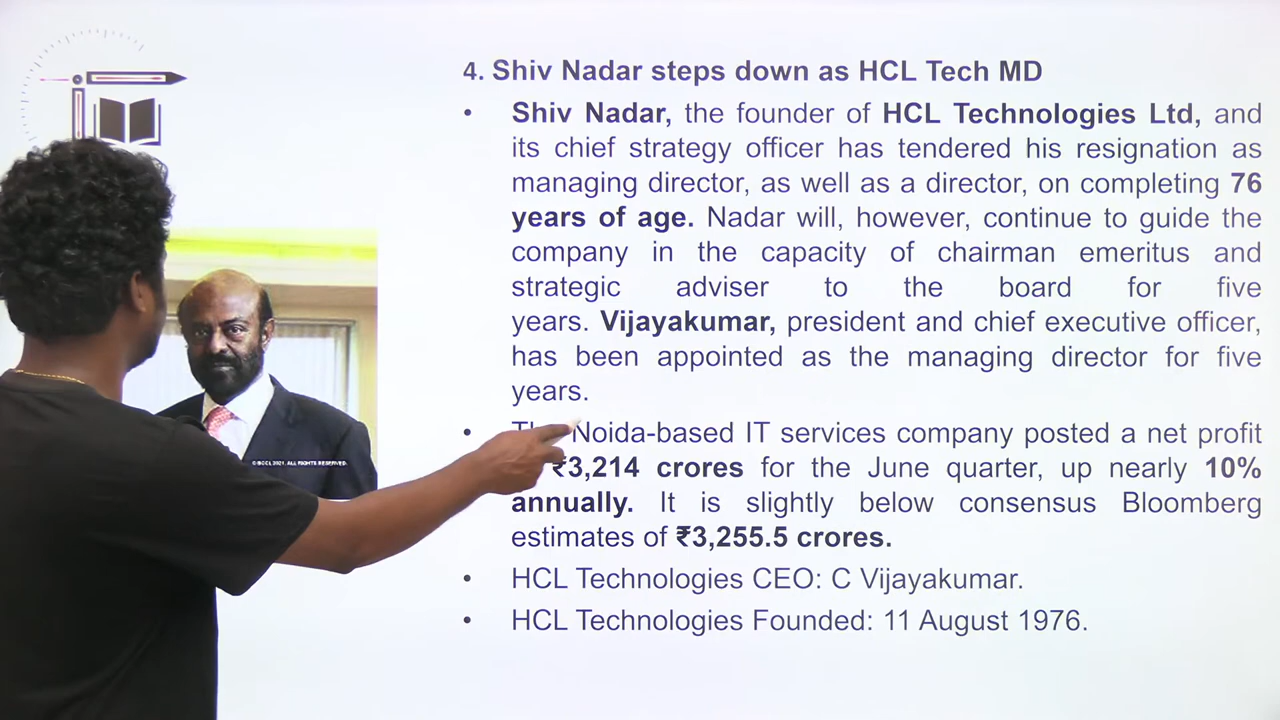 4. Shiv Nadar steps down as HCL Tech MD
• Shiv Nadar, the founder of HCL Technologies Ltd, and
its chief strategy officer has tendered his resignation as
managing director, as well as a director, on completing 76
years of age. Nadar will, however, continue to guide the
company in the capacity of chairman emeritus and
strategic adviser to the board for five
years. Vijayakumar, president and chief executive officer,
has been appointed as the managing director for five
years.
• Noida-based IT services company posted a net profit
₹3,214 crores for the June quarter, up nearly 10%
annually. It is slightly below consensus Bloomberg
estimates of ₹3,255.5 crores.
• HCL Technologies CEO: C Vijayakumar.
• HCL Technologies Founded: 11 August 1976.
© BCCL 2021. ALL RIGHTS RESERVED.